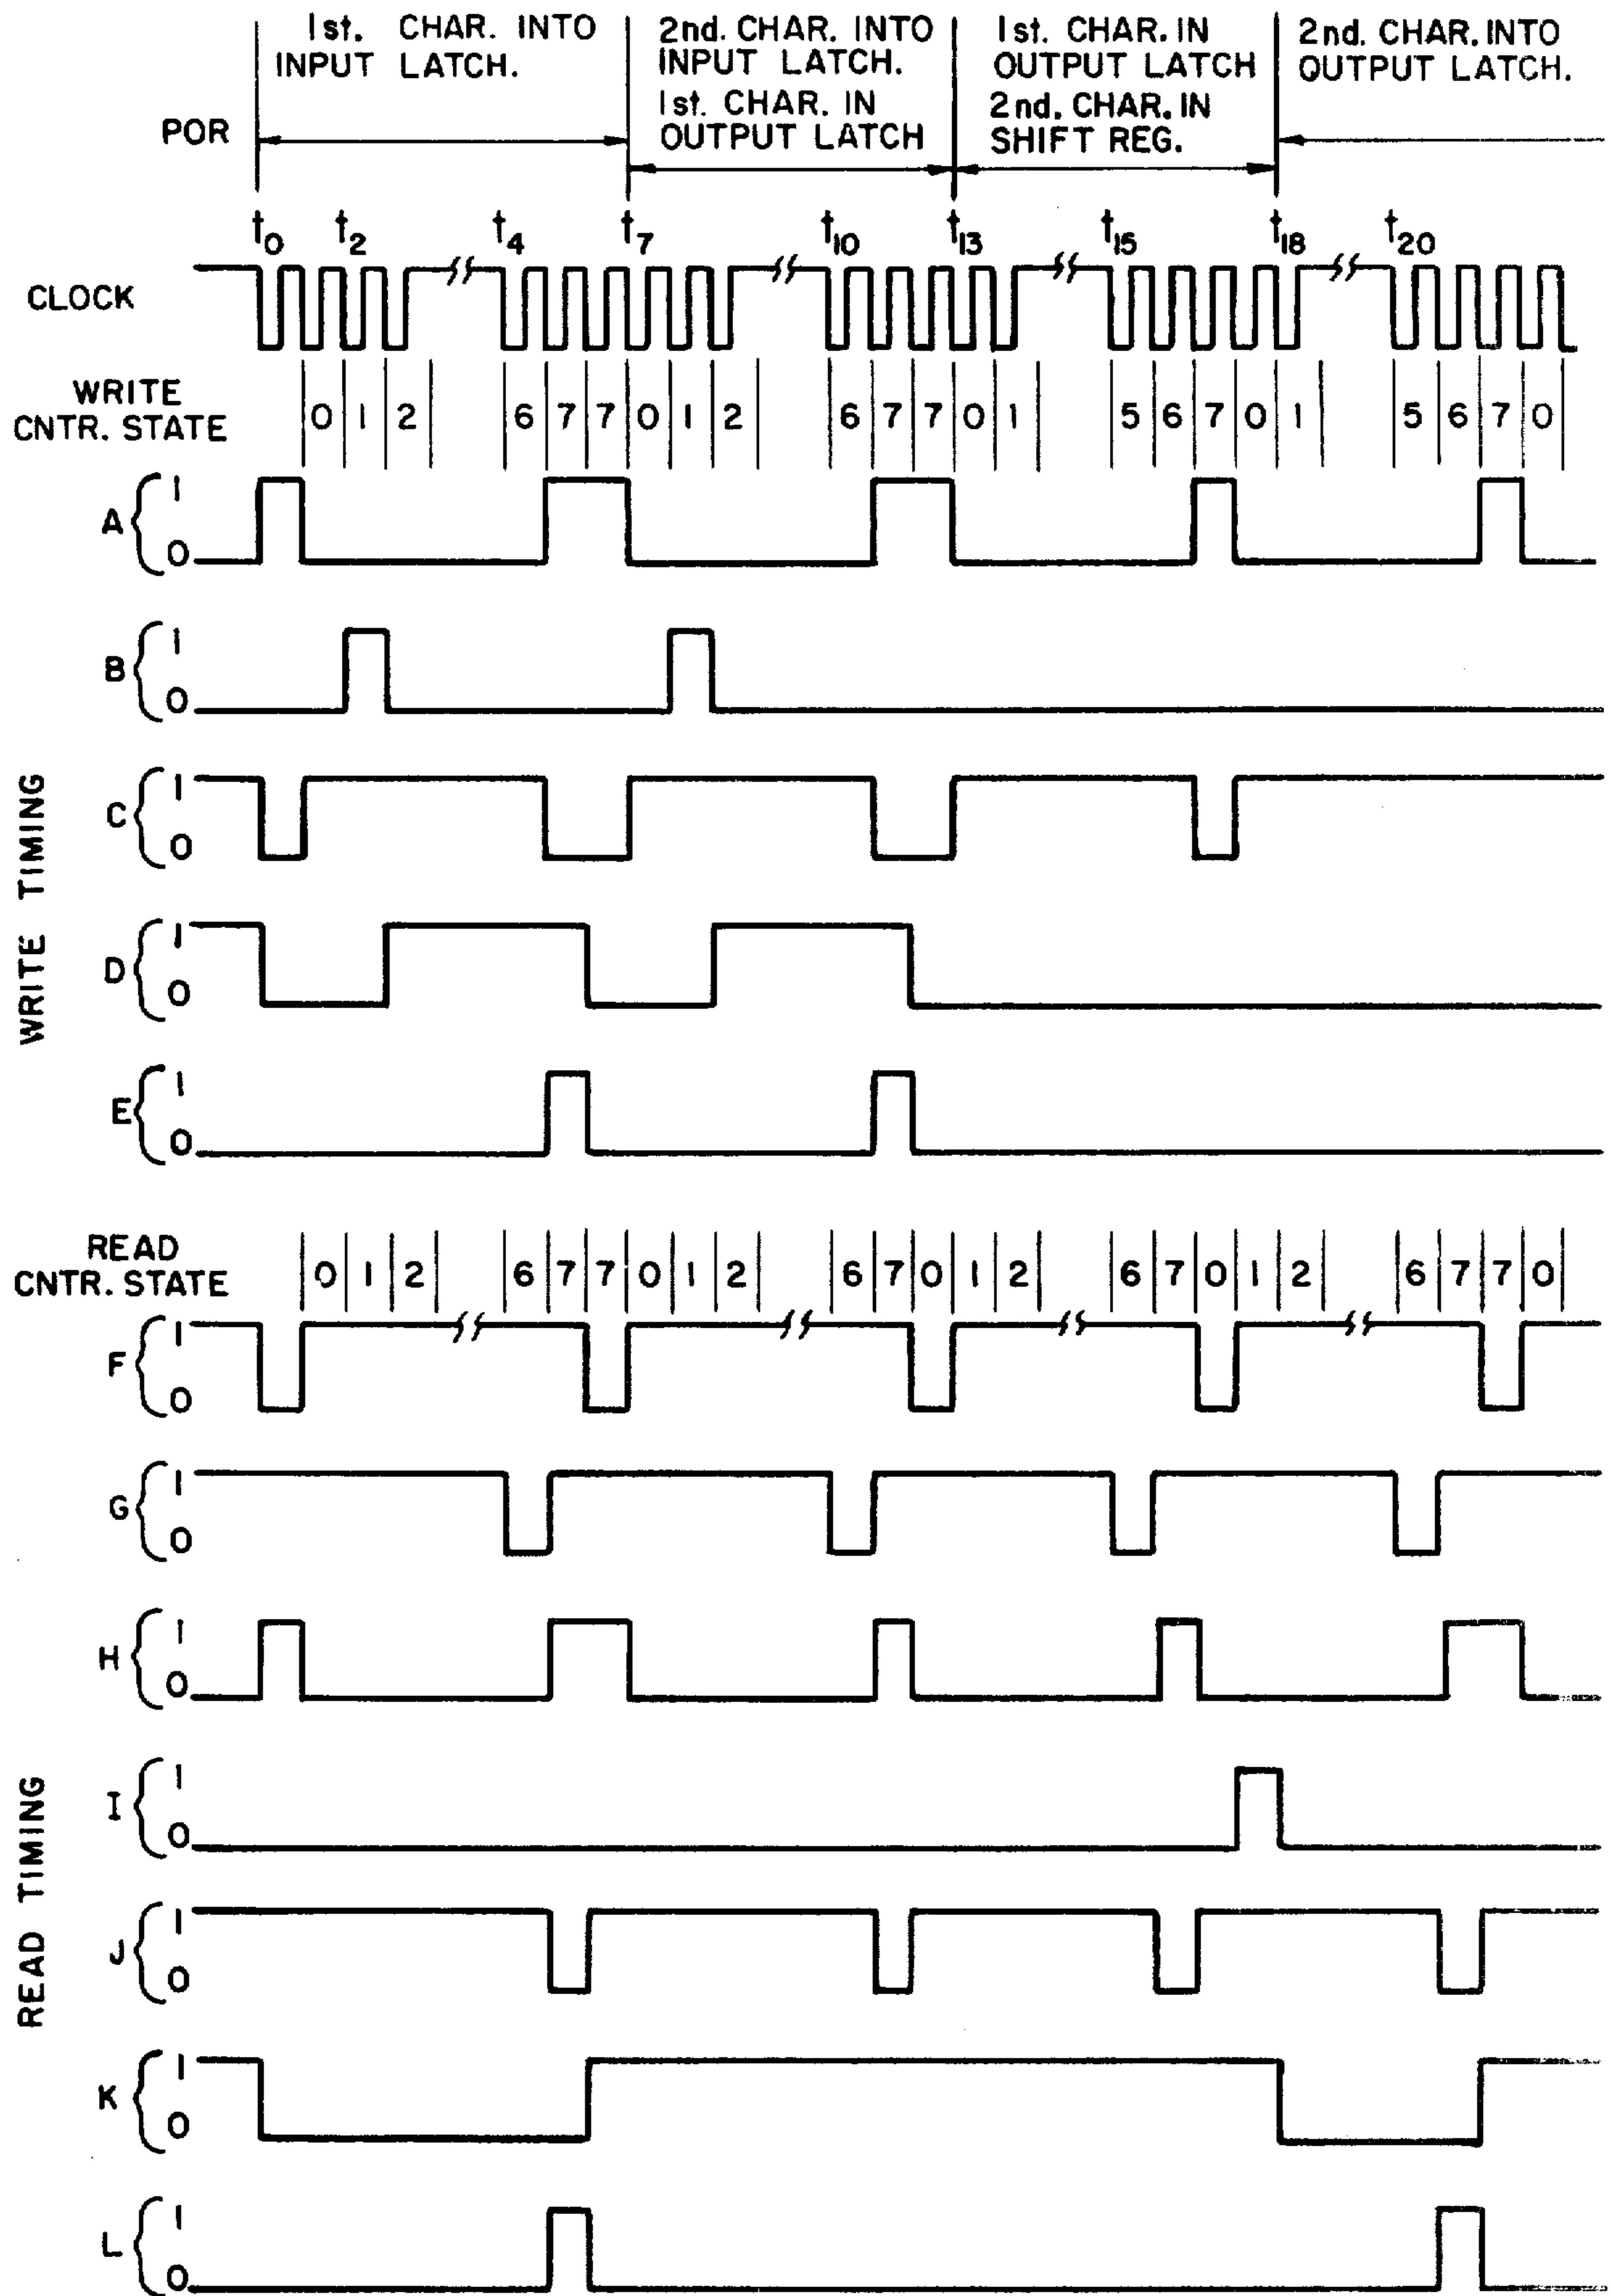 1st. CHAR. INTO
INPUT LATCH.
2nd. CHAR. INTO
INPUT LATCH.
1st. CHAR. IN
OUTPUT LATCH
1st. CHAR. IN
OUTPUT LATCH
2nd. CHAR. IN
SHIFT REG.
2nd. CHAR. INTO
OUTPUT LATCH.
POR
t0 t2 t4 t7 t10 t13 t15 t18 t20
CLOCK
WRITE
CNTR. STATE
0 1 2 6 7 7 0 1 2 6 7 7 0 1 5 6 7 0 1 5 6 7 0
WRITE TIMING
A 1
0
B 1
0
C 1
0
D 1
0
E 1
0
READ
CNTR. STATE
0 1 2 6 7 7 0 1 2 6 7 0 1 2 6 7 0 1 2 6 7 7 0
READ TIMING
F 1
0
G 1
0
H 1
0
I 1
0
J 1
0
K 1
0
L 1
0